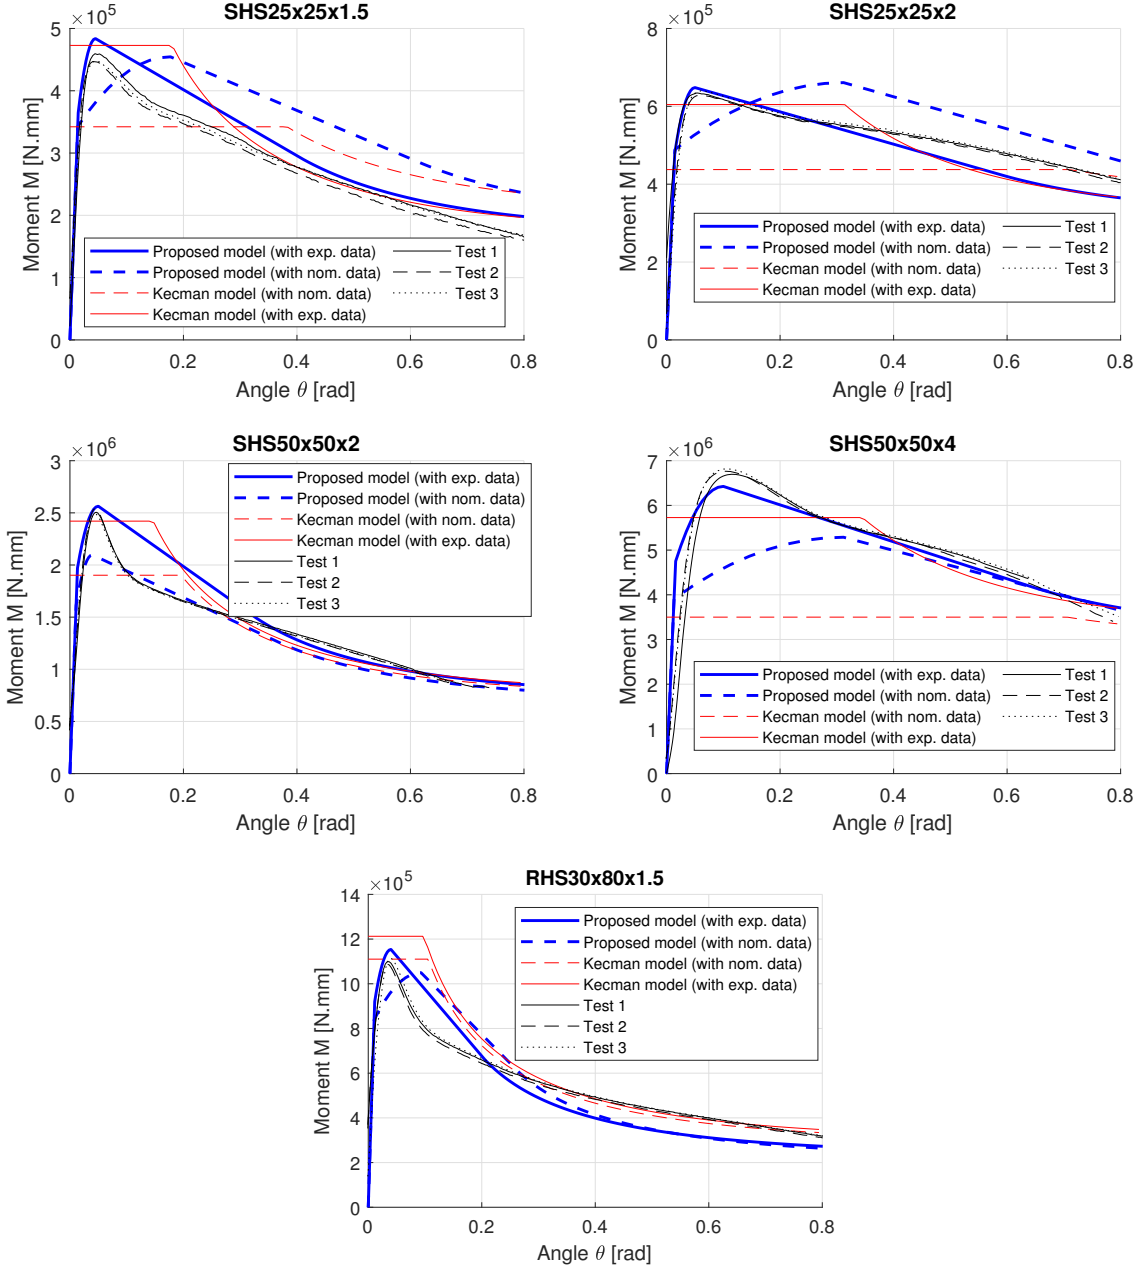 SHS25x25x1.5
×10^5
5
4
3
2
1
0
Moment M [N.mm]
Proposed model (with exp. data)
Proposed model (with nom. data)
Kecman model (with nom. data)
Kecman model (with exp. data)
Test 1
Test 2
Test 3
0 0.2 0.4 0.6 0.8
Angle θ [rad]
SHS25x25x2
×10^5
8
6
4
2
0
Moment M [N.mm]
Proposed model (with exp. data)
Proposed model (with nom. data)
Kecman model (with nom. data)
Kecman model (with exp. data)
Test 1
Test 2
Test 3
0 0.2 0.4 0.6 0.8
Angle θ [rad]
SHS50x50x2
×10^6
3
2.5
2
1.5
1
0.5
0
Moment M [N.mm]
Proposed model (with exp. data)
Proposed model (with nom. data)
Kecman model (with nom. data)
Kecman model (with exp. data)
Test 1
Test 2
Test 3
0 0.2 0.4 0.6 0.8
Angle θ [rad]
SHS50x50x4
×10^6
7
6
5
4
3
2
1
0
Moment M [N.mm]
Proposed model (with exp. data)
Proposed model (with nom. data)
Kecman model (with nom. data)
Kecman model (with exp. data)
Test 1
Test 2
Test 3
0 0.2 0.4 0.6 0.8
Angle θ [rad]
RHS30x80x1.5
×10^5
14
12
10
8
6
4
2
0
Moment M [N.mm]
Proposed model (with exp. data)
Proposed model (with nom. data)
Kecman model (with nom. data)
Kecman model (with exp. data)
Test 1
Test 2
Test 3
0 0.2 0.4 0.6 0.8
Angle θ [rad]